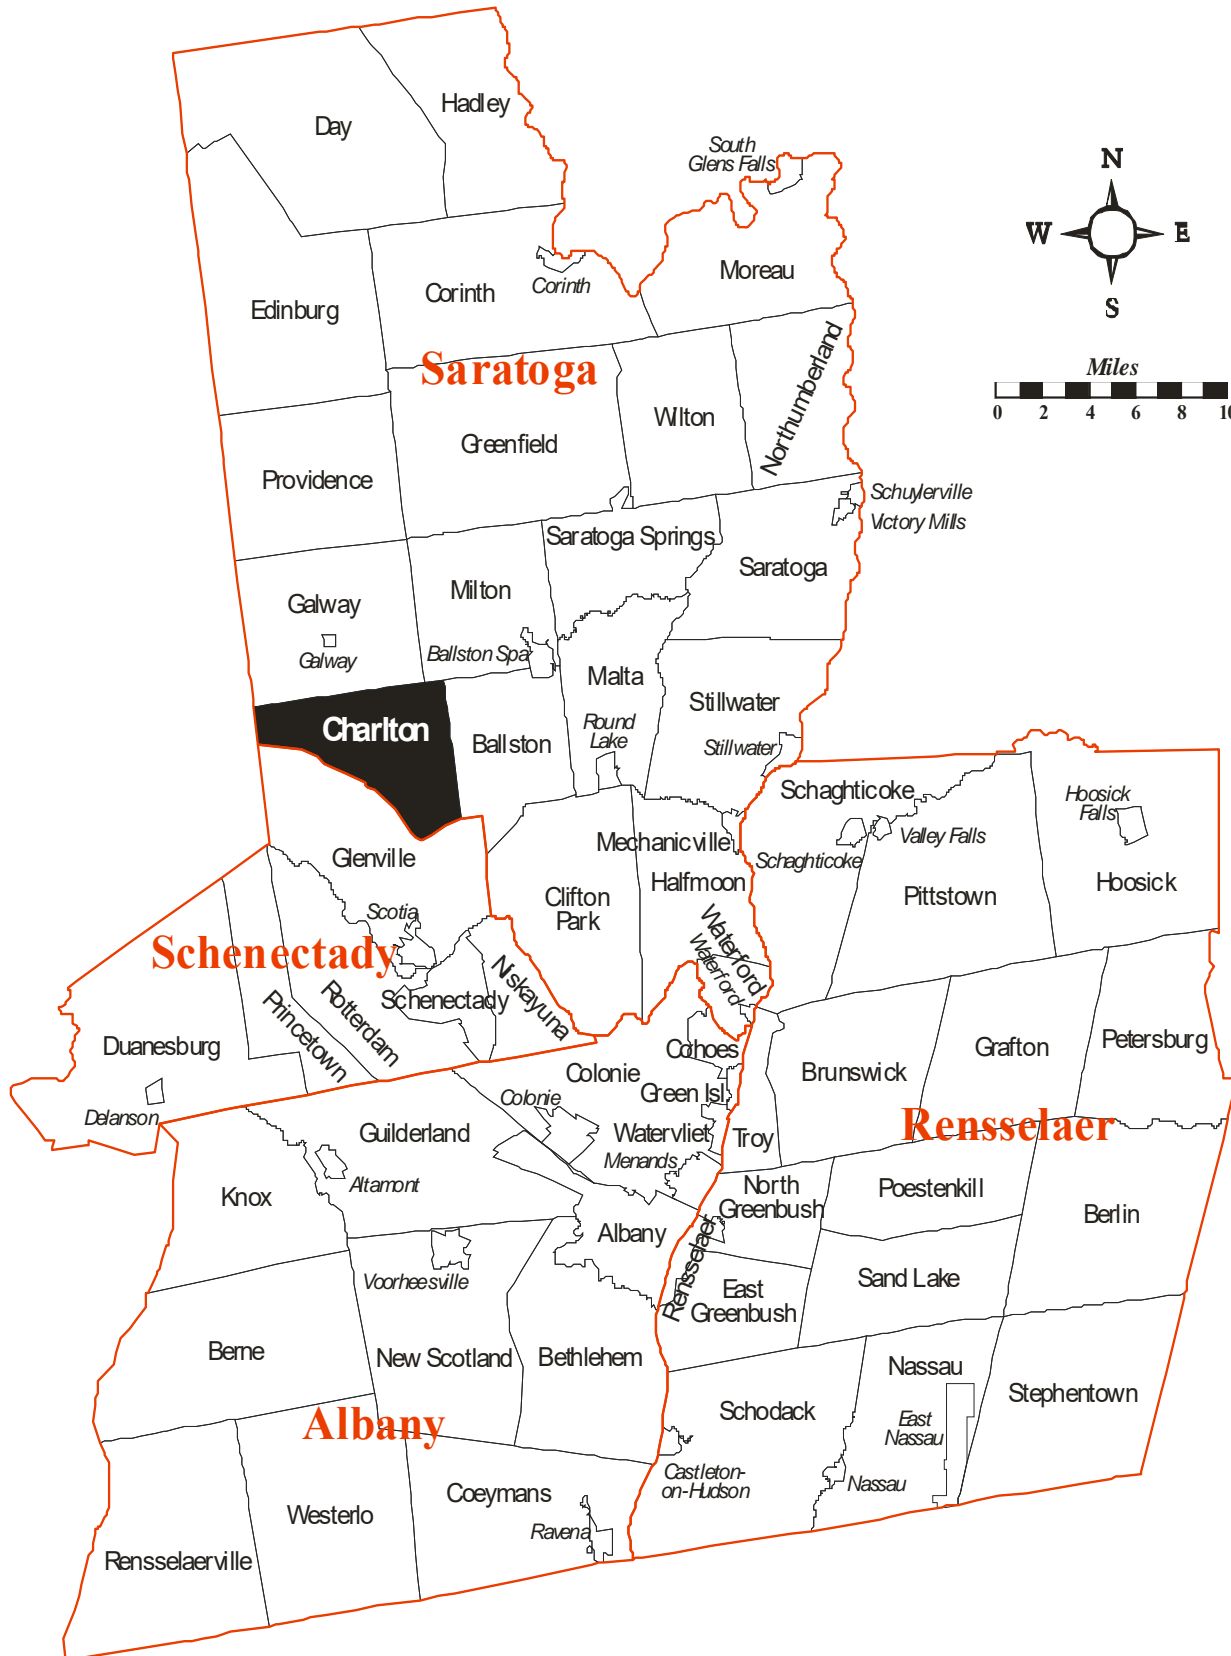 Day
Hadley
South
Glens Falls
N
W
E
S
Moreau
Edinburg
Corinth
Corinth
Miles
0 2 4 6 8 10
Saratoga
Northumberland
Wilton
Greenfield
Providence
Schuylerville
Victory Mills
Saratoga Springs
Saratoga
Milton
Galway
Galway
Ballston Spa
Malta
Stillwater
Round
Lake
Charlton
Ballston
Stillwater
Schaghticoke
Hoosick
Falls
Mechanicville
Valley Falls
Schaghticoke
Glenville
Halfmoon
Pittstown
Hoosick
Clifton
Park
Scotia
Waterford
Waterford
Schenectady
Niskayuna
Schenectady
Rotterdam
Princetown
Duanesburg
Cohoes
Grafton
Petersburg
Colonie
Brunswick
Green Isl.
Colonie
Delanson
Rensselaer
Guilderland
Watervliet
Troy
Menands
Altamont
Knox
North
Greenbush
Poestenkill
Berlin
Albany
Rensselaer
Voorheesville
Sand Lake
East
Greenbush
Berne
New Scotland
Bethlehem
Nassau
Stephentown
Schodack
Albany
East
Nassau
Castleton-
on-Hudson
Nassau
Coeymans
Westerlo
Ravena
Rensselaerville